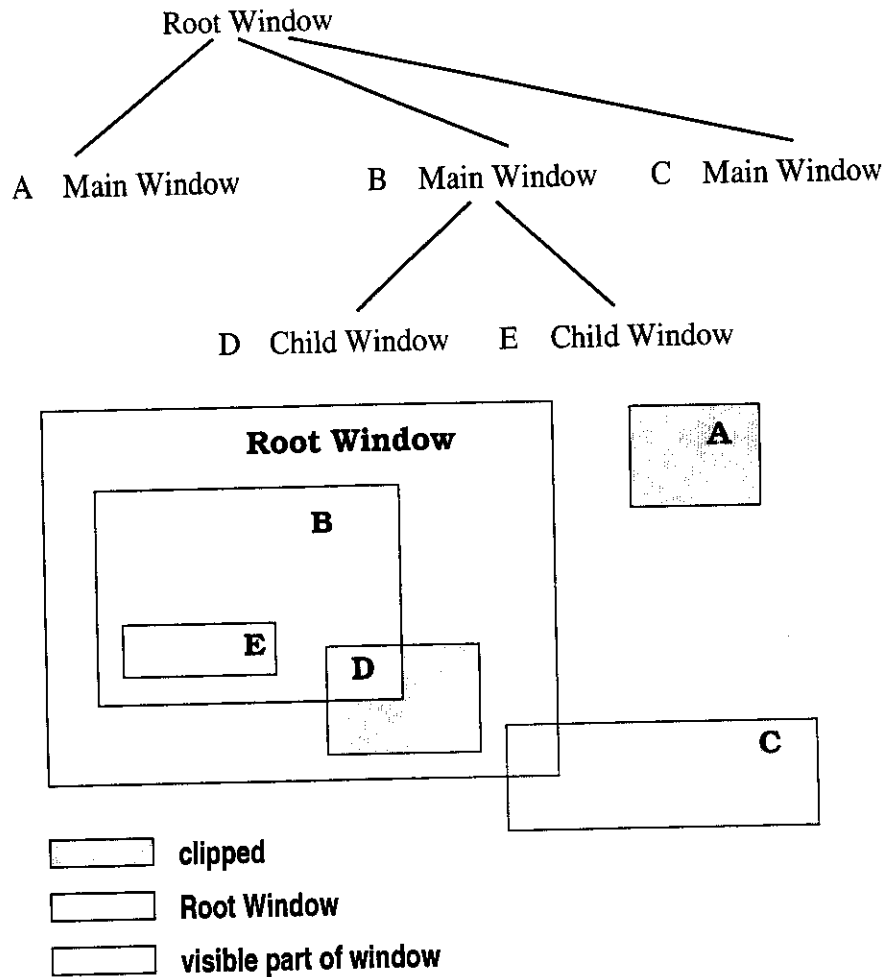 Root Window
A Main Window
B Main Window
C Main Window
D Child Window
E Child Window
Root Window
A
B
E
D
C
clipped
Root Window
visible part of window